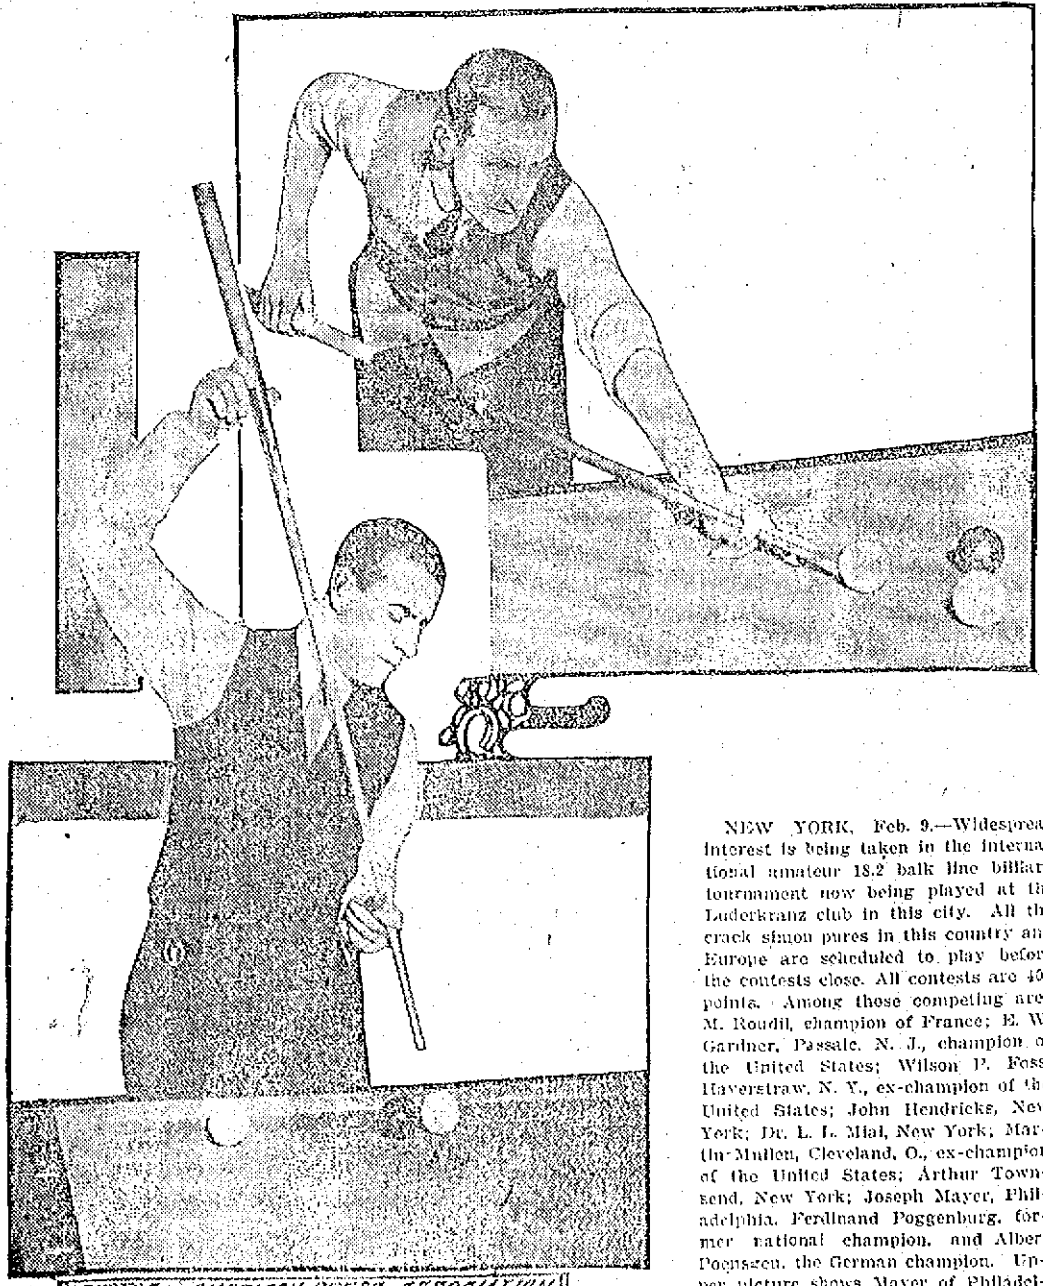 NEW YORK, Feb. 9.—Widesprea
interest is being taken in the interna
tional amateur 18.2 balk line billiar
tournament now being played at th
Luderkranz club in this city. All th
crack simon pures in this country an
Europe are scheduled to play befor
the contests close. All contests are 40
points. Among those competing are
M. Roudil, champion of France; E. W
Gardner, Passaic, N. J., champion o
the United States; Wilson P. Foss
Haverstraw, N. Y., ex-champion of th
United States; John Hendricks, New
York; Dr. L. L. Mial, New York; Mar-
tin Mullen, Cleveland, O., ex-champion
of the United States; Arthur Town-
send, New York; Joseph Mayer, Phil-
adelphia, Ferdinand Poggenburg, for-
mer national champion, and Alber
Poensgen, the German champion. Up-
per picture shows Mayer of Philadel-